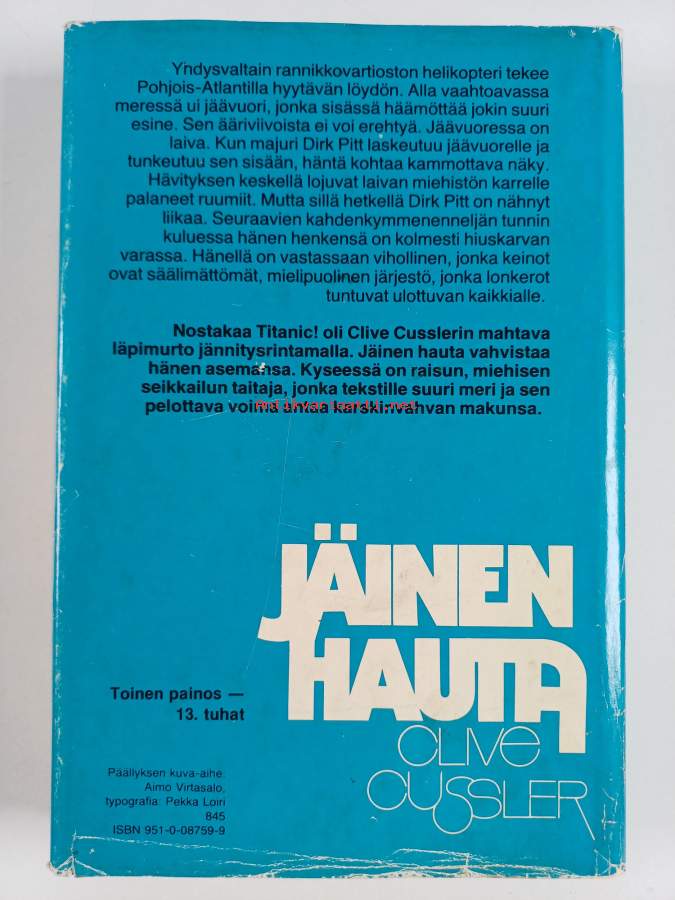 Yndysvaltain rannikkovartioston helikopteri tekee
Pohjois-Atlantilla hyytävän löydön. Alla vaahtoavassa
meressä ui jäävuori, jonka sisässä häämöttää jokin suuri
esine. Sen ääriviivoista ei voi erehtyä. Jäävuoressa on
laiva. Kun majuri Dirk Pitt laskeutuu jäävuorelle ja
tunkeutuu sen sisään, häntä kohtaa kammottava näky.
Hävityksen keskellä lojuvat laivan miehistön karrelle
palaneet ruumiit. Mutta sillä hetkellä Dirk Pitt on nähnyt
liikaa. Seuraavien kahdenkymmenenneljän tunnin
kuluessa hänen henkensä on kolmesti hiuskarvan
varassa. Hänellä on vastassaan vihollinen, jonka keinot
ovat säälimättömät, mielipuolinen järjestö, jonka lonkerot
tuntuvat ulottuvan kaikkialle.
Nostakaa Titanic! oli Clive Cusslerin mahtava
läpimurto jännitysrintamalla. Jäinen hauta vahvistaa
hänen asemansa. Kyseessä on raisun, miehisen
seikkailun taitaja, jonka tekstille suuri meri ja sen
pelottava voima antaa karskinvahvan makunsa.
Antikvariaatti.net
JÄINEN
HAUTA
CLIVE
CUSSLER
Toinen painos —
13. tuhat
Päällyksen kuva-aihe:
Aimo Virtasalo,
typografia: Pekka Loiri
845
ISBN 951-0-08759-9